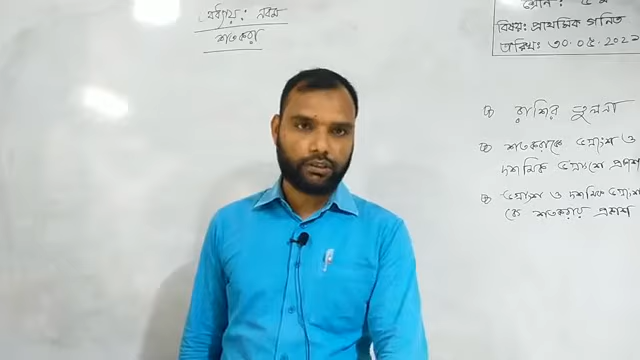 অধ্যায়: নবম
শতকরা
শ্রেণি: ৫ম
বিষয়: প্রাথমিক গণিত
তারিখ: ৩০.০৫.২০২
রাশির তুলনা
শতকরাকে ভগ্নাংশ ও
দশমিক ভগ্নাংশে প্রকাশ
ভগ্নাংশ ও দশমিক ভগ্নাংশ
কে শতকরায় প্রকাশ